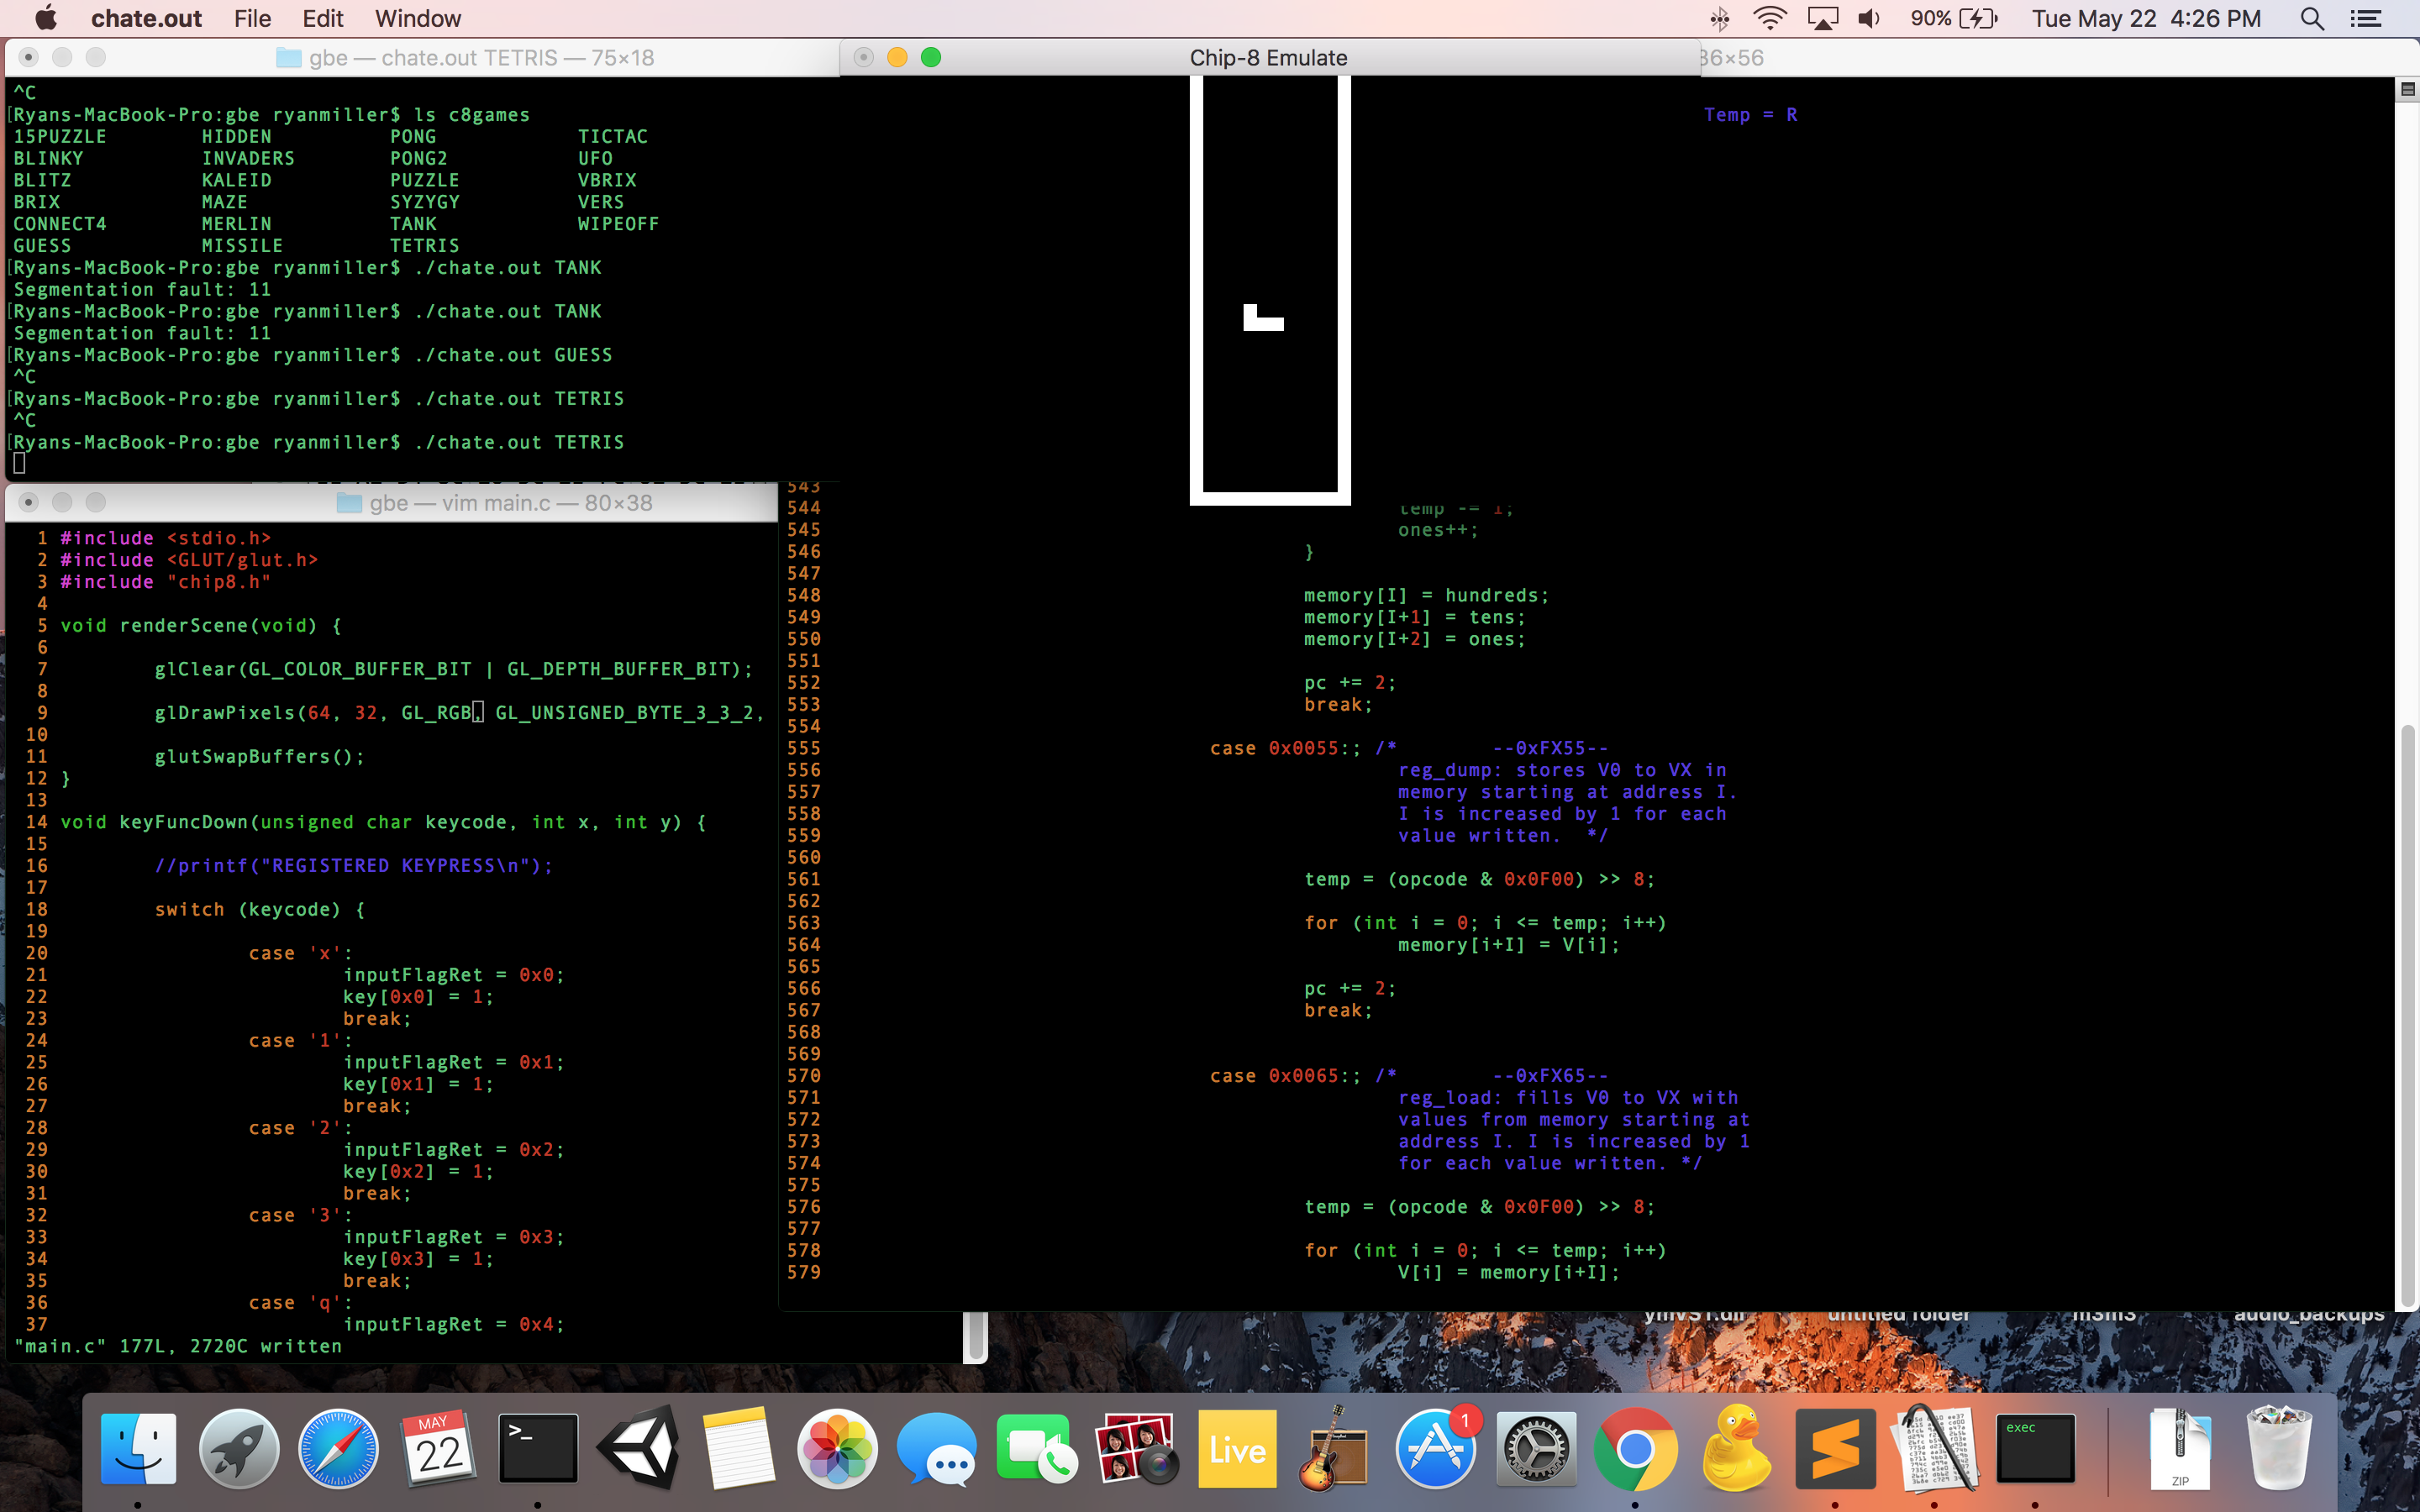 chate.out File Edit Window 90% Tue May 22 4:26 PM
gbe — chate.out TETRIS — 75×18
^C
[Ryans-MacBook-Pro:gbe ryanmiller$ ls c8games
15PUZZLE HIDDEN PONG TICTAC
BLINKY INVADERS PONG2 UFO
BLITZ KALEID PUZZLE VBRIX
BRIX MAZE SYZYGY VERS
CONNECT4 MERLIN TANK WIPEOFF
GUESS MISSILE TETRIS
[Ryans-MacBook-Pro:gbe ryanmiller$ ./chate.out TANK
Segmentation fault: 11
[Ryans-MacBook-Pro:gbe ryanmiller$ ./chate.out TANK
Segmentation fault: 11
[Ryans-MacBook-Pro:gbe ryanmiller$ ./chate.out GUESS
^C
[Ryans-MacBook-Pro:gbe ryanmiller$ ./chate.out TETRIS
^C
[Ryans-MacBook-Pro:gbe ryanmiller$ ./chate.out TETRIS
Chip-8 Emulate
6×56
Temp = R
gbe — vim main.c — 80×38
1 #include <stdio.h>
2 #include <GLUT/glut.h>
3 #include "chip8.h"
4
5 void renderScene(void) {
6
7 glClear(GL_COLOR_BUFFER_BIT | GL_DEPTH_BUFFER_BIT);
8
9 glDrawPixels(64, 32, GL_RGB, GL_UNSIGNED_BYTE_3_3_2,
10
11 glutSwapBuffers();
12 }
13
14 void keyFuncDown(unsigned char keycode, int x, int y) {
15
16 //printf("REGISTERED KEYPRESS\n");
17
18 switch (keycode) {
19
20 case 'x':
21 inputFlagRet = 0x0;
22 key[0x0] = 1;
23 break;
24 case '1':
25 inputFlagRet = 0x1;
26 key[0x1] = 1;
27 break;
28 case '2':
29 inputFlagRet = 0x2;
30 key[0x2] = 1;
31 break;
32 case '3':
33 inputFlagRet = 0x3;
34 key[0x3] = 1;
35 break;
36 case 'q':
37 inputFlagRet = 0x4;
"main.c" 177L, 2720C written
543
544 temp -= 1;
545 ones++;
546 }
547
548 memory[I] = hundreds;
549 memory[I+1] = tens;
550 memory[I+2] = ones;
551
552 pc += 2;
553 break;
554
555 case 0x0055:; /* --0xFX55--
556 reg_dump: stores V0 to VX in
557 memory starting at address I.
558 I is increased by 1 for each
559 value written. */
560
561 temp = (opcode & 0x0F00) >> 8;
562
563 for (int i = 0; i <= temp; i++)
564 memory[i+I] = V[i];
565
566 pc += 2;
567 break;
568
569
570 case 0x0065:; /* --0xFX65--
571 reg_load: fills V0 to VX with
572 values from memory starting at
573 address I. I is increased by 1
574 for each value written. */
575
576 temp = (opcode & 0x0F00) >> 8;
577
578 for (int i = 0; i <= temp; i++)
579 V[i] = memory[i+I];
untitled folder m3m3 audio_backups
MAY
22
>_
Live
1
exec
ZIP